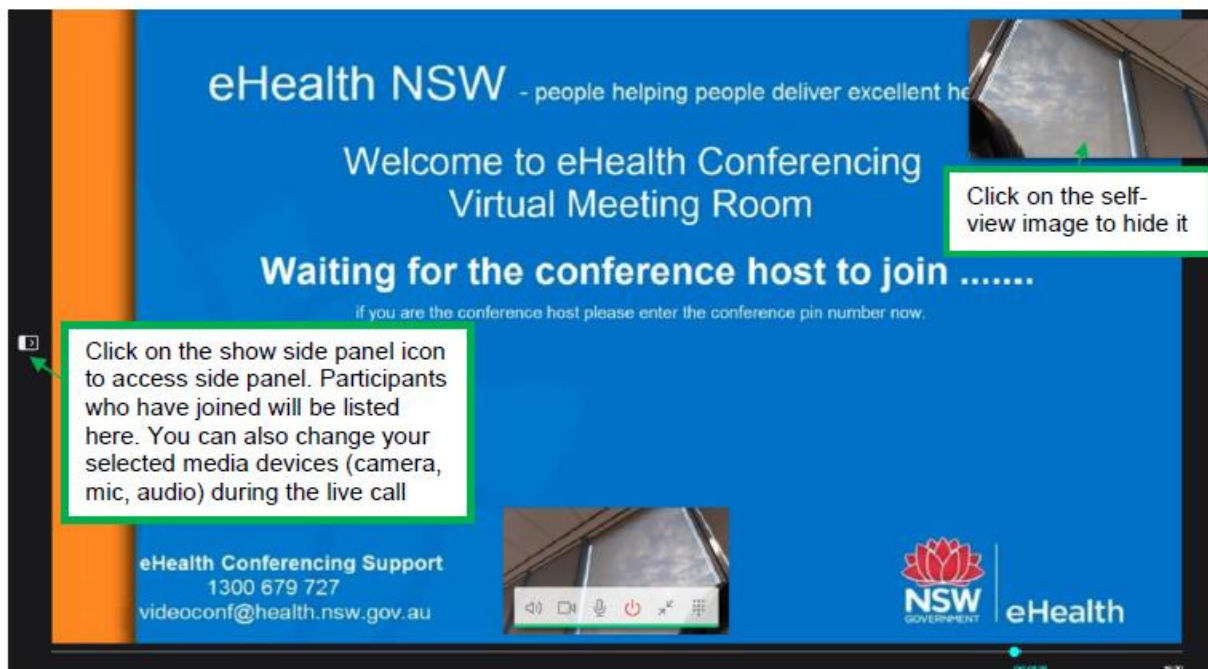 eHealth NSW - people helping people deliver excellent he
Welcome to eHealth Conferencing
Virtual Meeting Room
Click on the self-
view image to hide it
Waiting for the conference host to join .......
if you are the conference host please enter the conference pin number now.
Click on the show side panel icon
to access side panel. Participants
who have joined will be listed
here. You can also change your
selected media devices (camera,
mic, audio) during the live call
eHealth Conferencing Support
1300 679 727
videoconf@health.nsw.gov.au
NSW
GOVERNMENT
eHealth